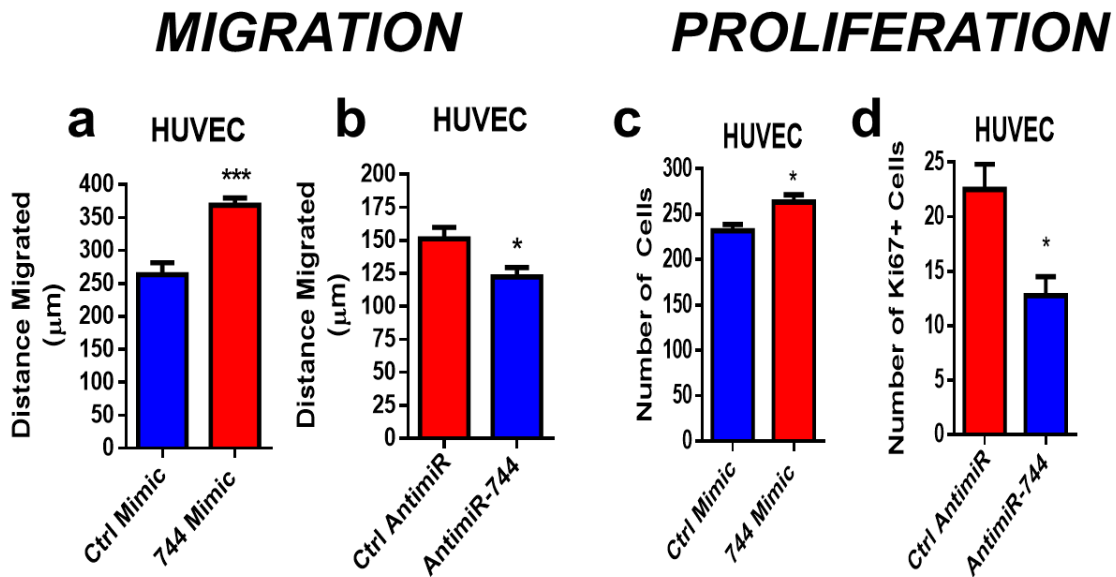 MIGRATION
PROLIFERATION
a
HUVEC
Distance Migrated
(μm)
400
350
300
250
200
150
100
50
0
***
Ctrl Mimic
744 Mimic
b
HUVEC
Distance Migrated
(μm)
200
175
150
125
100
75
50
25
0
*
Ctrl AntimiR
AntimiR-744
c
HUVEC
Number of Cells
300
250
200
150
100
50
0
*
Ctrl Mimic
744 Mimic
d
HUVEC
Number of Ki67+ Cells
25
20
15
10
5
0
*
Ctrl AntimiR
AntimiR-744